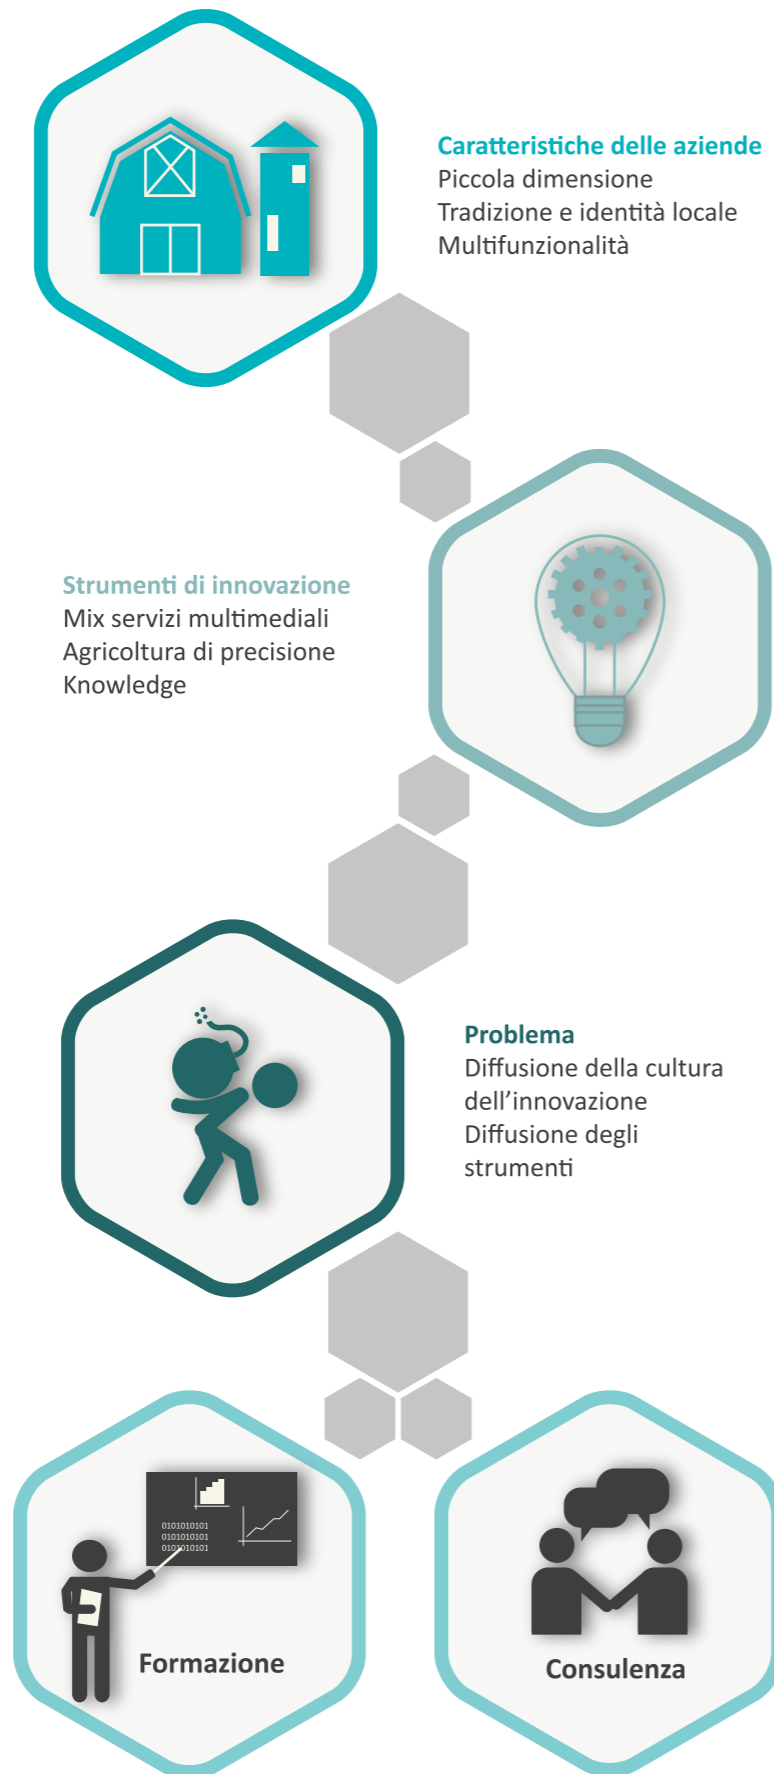 Caratteristiche delle aziende
Piccola dimensione
Tradizione e identità locale
Multifunzionalità
Strumenti di innovazione
Mix servizi multimediali
Agricoltura di precisione
Knowledge
Problema
Diffusione della cultura
dell’innovazione
Diffusione degli
strumenti
0101010101
0101010101
0101010101
Formazione
Consulenza